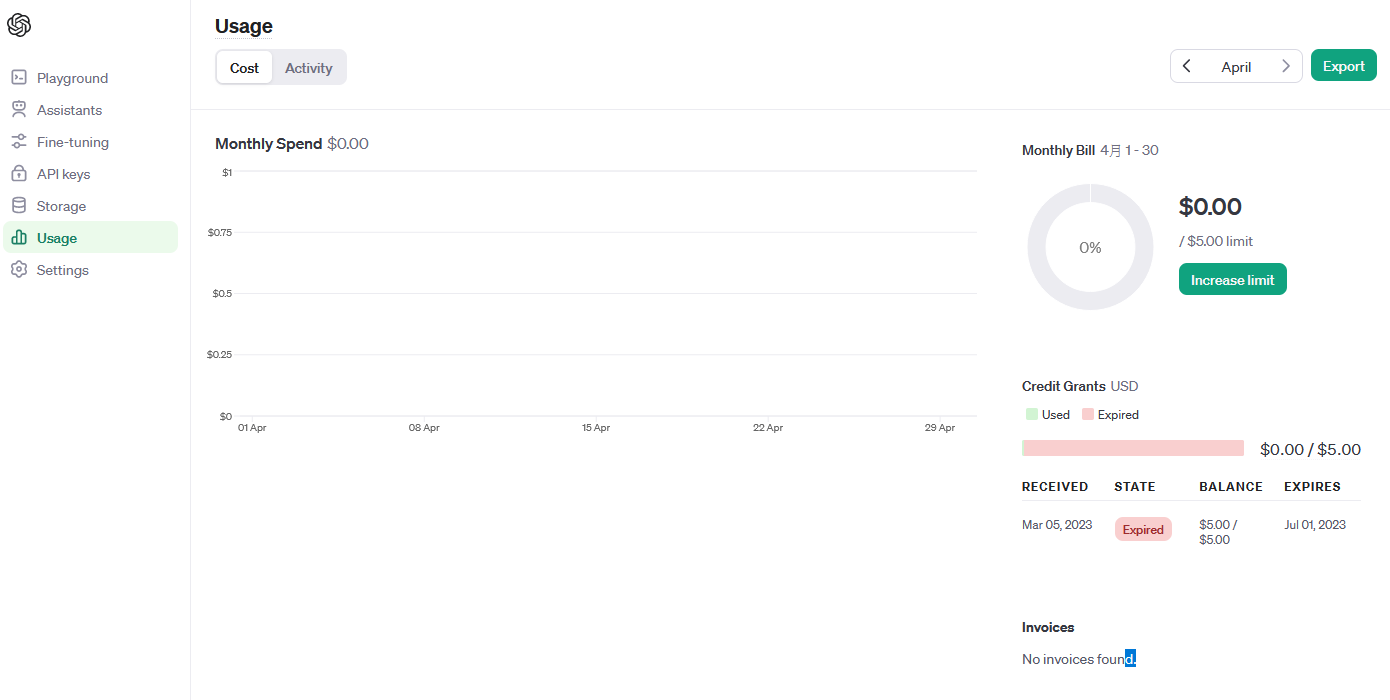 Usage
Cost Activity
April
Export
Playground
Assistants
Fine-tuning
API keys
Storage
Usage
Settings
Monthly Spend $0.00
$1
$0.75
$0.5
$0.25
$0
01 Apr 08 Apr 15 Apr 22 Apr 29 Apr
Monthly Bill 4月 1 - 30
0%
$0.00
/ $5.00 limit
Increase limit
Credit Grants USD
Used Expired
$0.00 / $5.00
RECEIVED STATE BALANCE EXPIRES
Mar 05, 2023 Expired $5.00 / Jul 01, 2023
$5.00
Invoices
No invoices found.